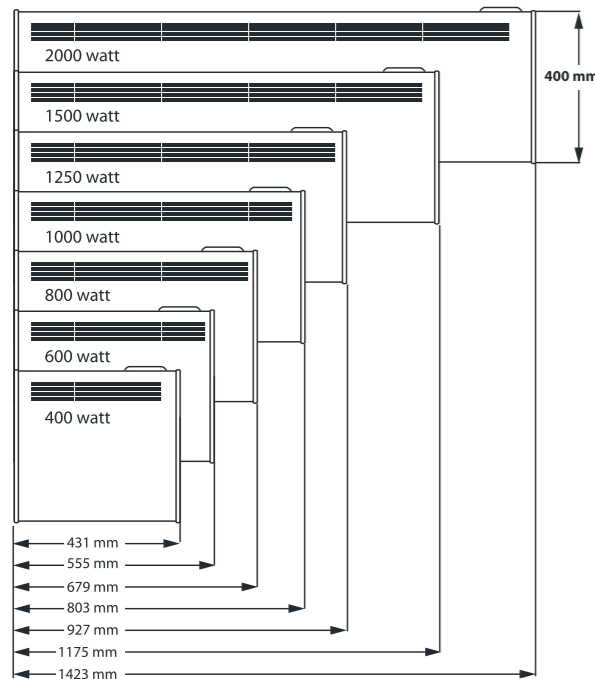 2000 watt
400 mm
1500 watt
1250 watt
1000 watt
800 watt
600 watt
400 watt
431 mm
555 mm
679 mm
803 mm
927 mm
1175 mm
1423 mm